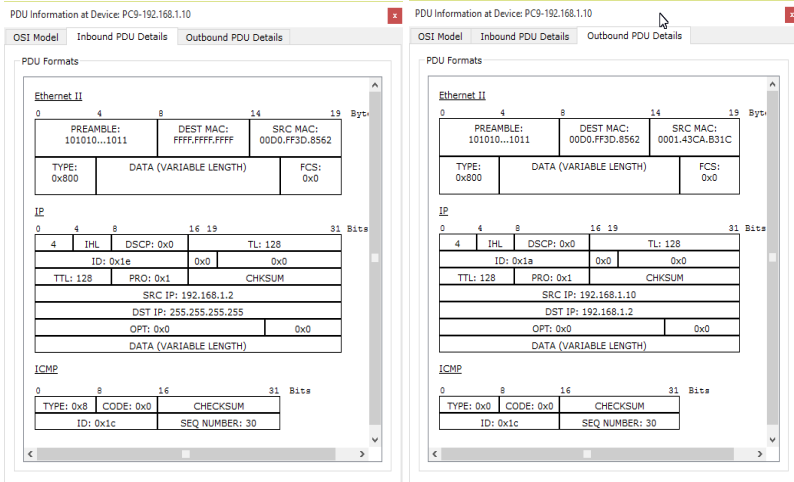 PDU Information at Device: PC9-192.168.1.10
x
OSI Model Inbound PDU Details Outbound PDU Details
PDU Formats
Ethernet II
0 4 8 14 19 Byt
PREAMBLE: 101010...1011 DEST MAC: FFFF.FFFF.FFFF SRC MAC: 00D0.FF3D.8562
TYPE: 0x800 DATA (VARIABLE LENGTH) FCS: 0x0
IP
0 4 8 16 19 31 Bits
4 IHL DSCP: 0x0 TL: 128
ID: 0x1e 0x0 0x0
TTL: 128 PRO: 0x1 CHKSUM
SRC IP: 192.168.1.2
DST IP: 255.255.255.255
OPT: 0x0 0x0
DATA (VARIABLE LENGTH)
ICMP
0 8 16 31 Bits
TYPE: 0x8 CODE: 0x0 CHECKSUM
ID: 0x1c SEQ NUMBER: 30
PDU Information at Device: PC9-192.168.1.10
x
OSI Model Inbound PDU Details Outbound PDU Details
PDU Formats
Ethernet II
0 4 8 14 19 Byt
PREAMBLE: 101010...1011 DEST MAC: 00D0.FF3D.8562 SRC MAC: 0001.43CA.B31C
TYPE: 0x800 DATA (VARIABLE LENGTH) FCS: 0x0
IP
0 4 8 16 19 31 Bits
4 IHL DSCP: 0x0 TL: 128
ID: 0x1a 0x0 0x0
TTL: 128 PRO: 0x1 CHKSUM
SRC IP: 192.168.1.10
DST IP: 192.168.1.2
OPT: 0x0 0x0
DATA (VARIABLE LENGTH)
ICMP
0 8 16 31 Bits
TYPE: 0x0 CODE: 0x0 CHECKSUM
ID: 0x1c SEQ NUMBER: 30